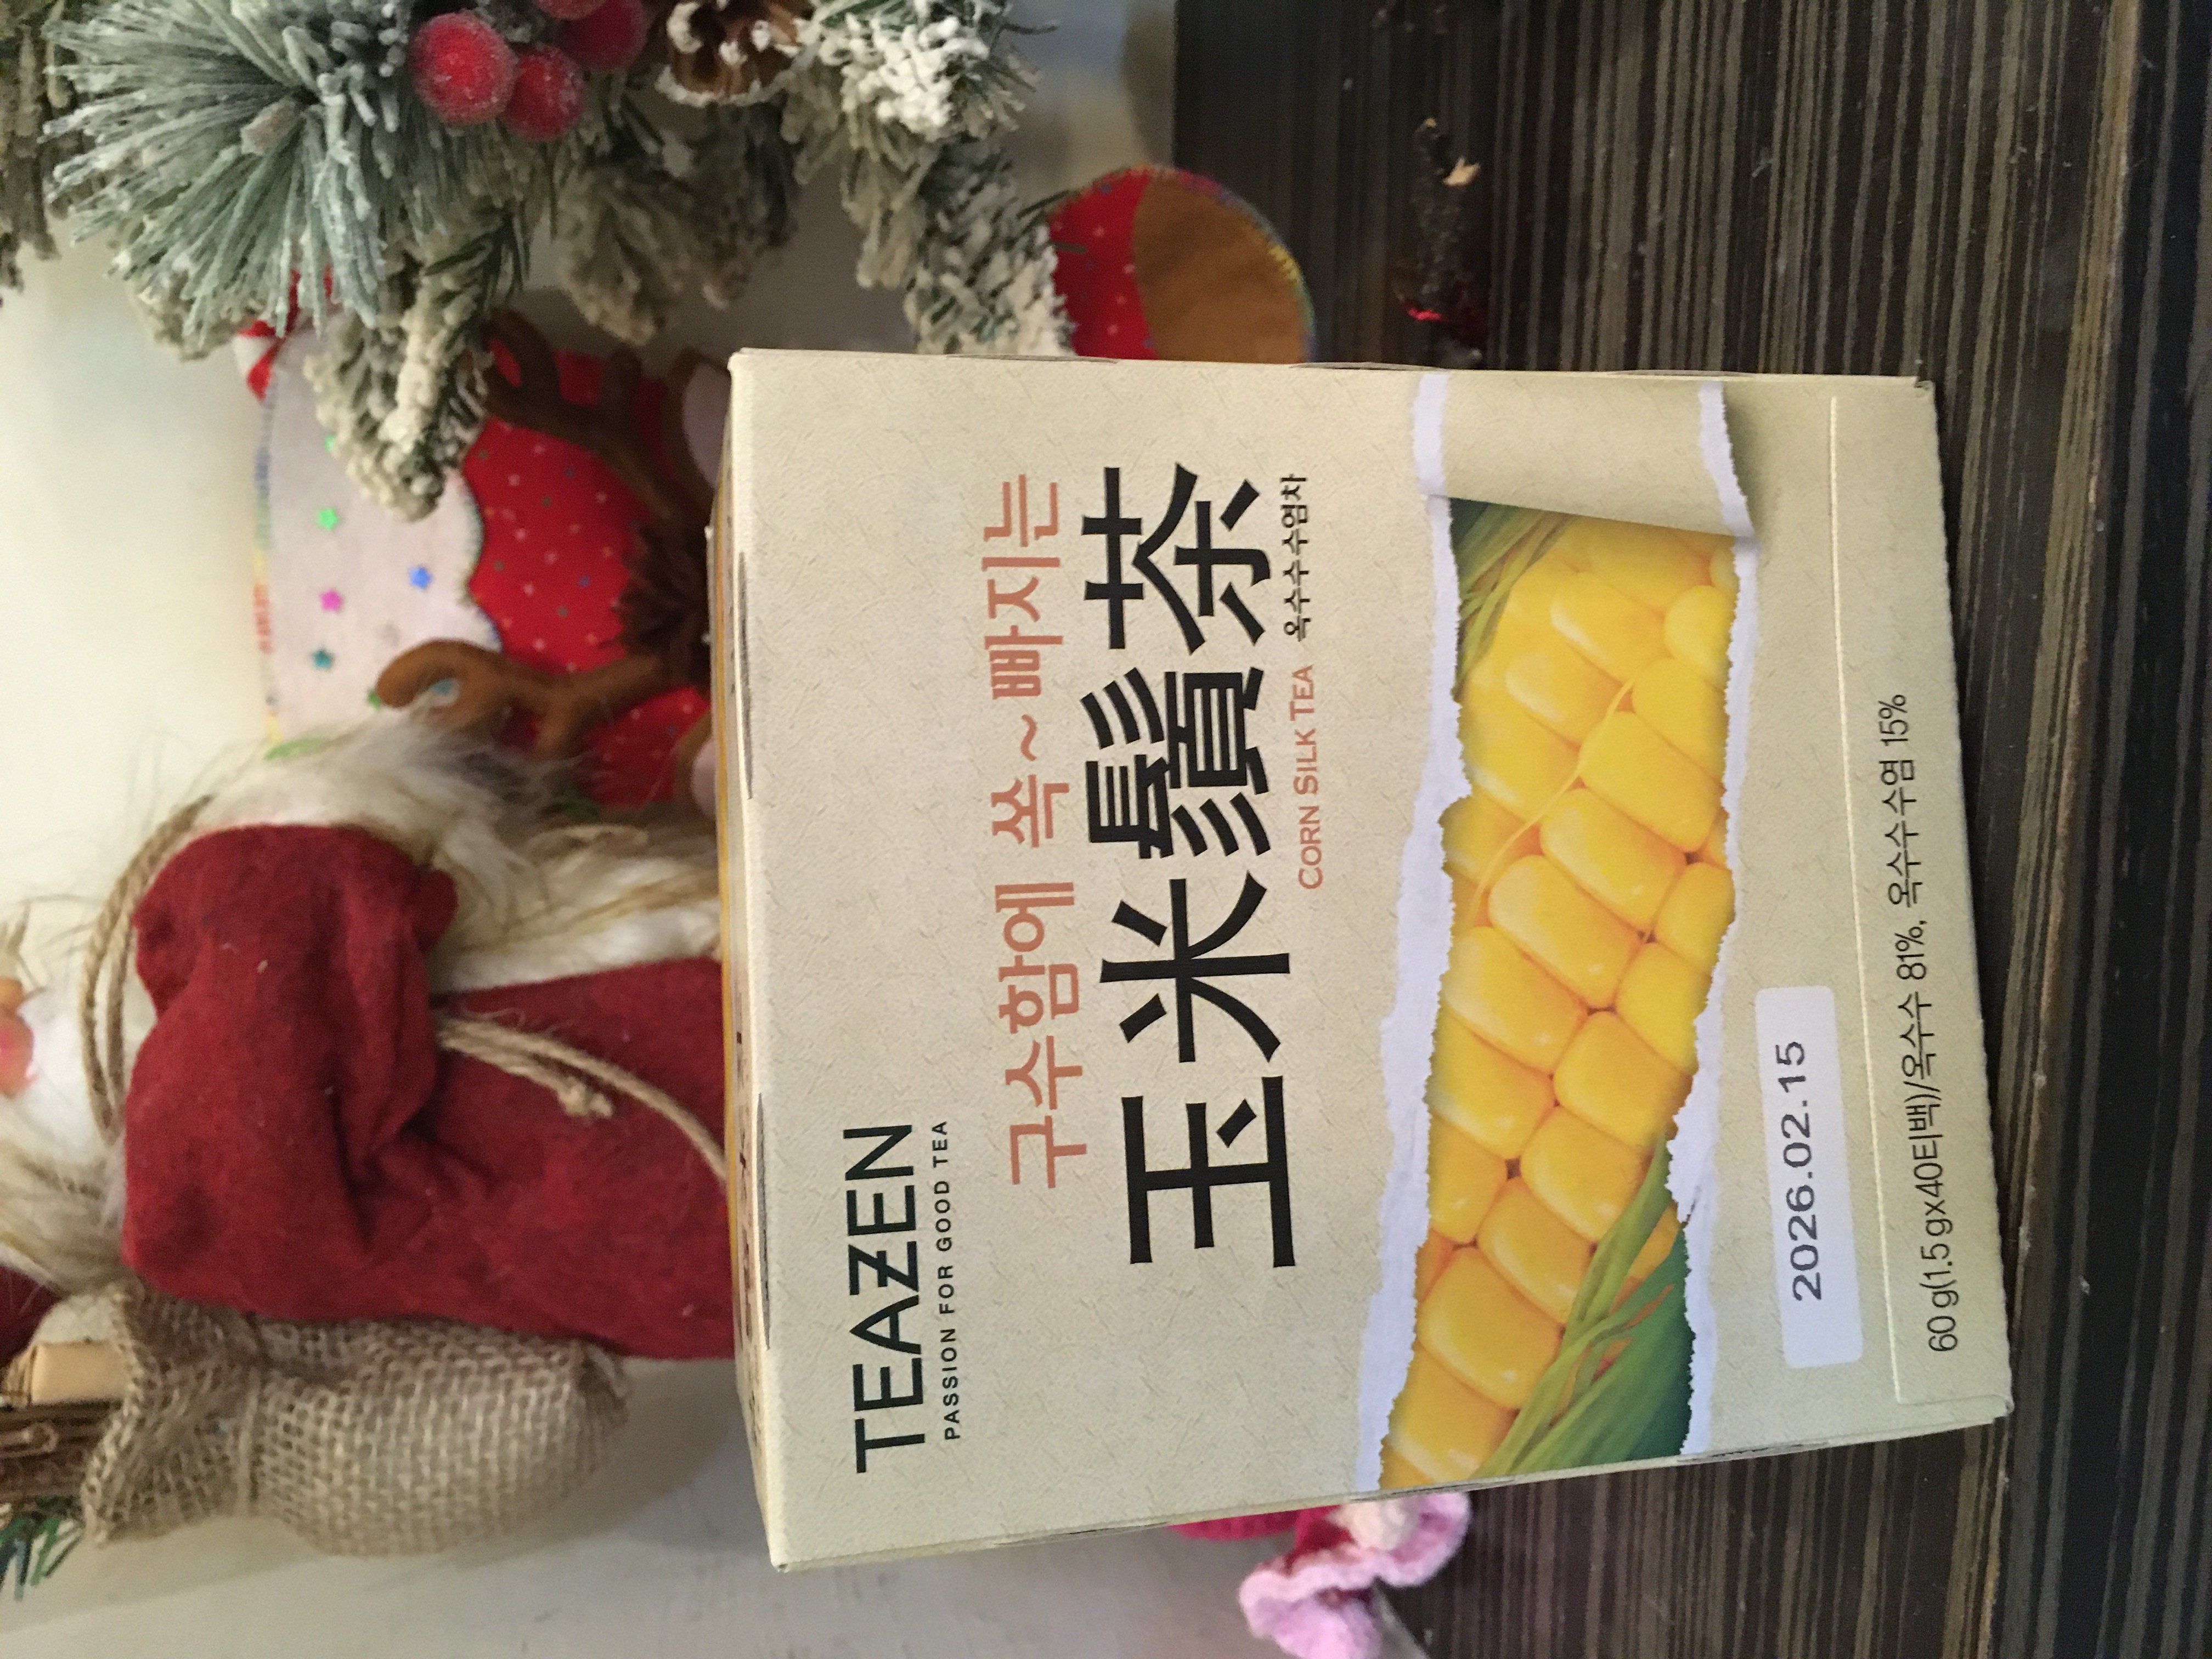 TEAZEN
PASSION FOR GOOD TEA
구수함에 쏙~빠지는
玉米鬚茶
CORN SILK TEA 옥수수수염차
2026.02.15
60 g(1.5 gx40티백)/옥수수 81%, 옥수수수염 15%